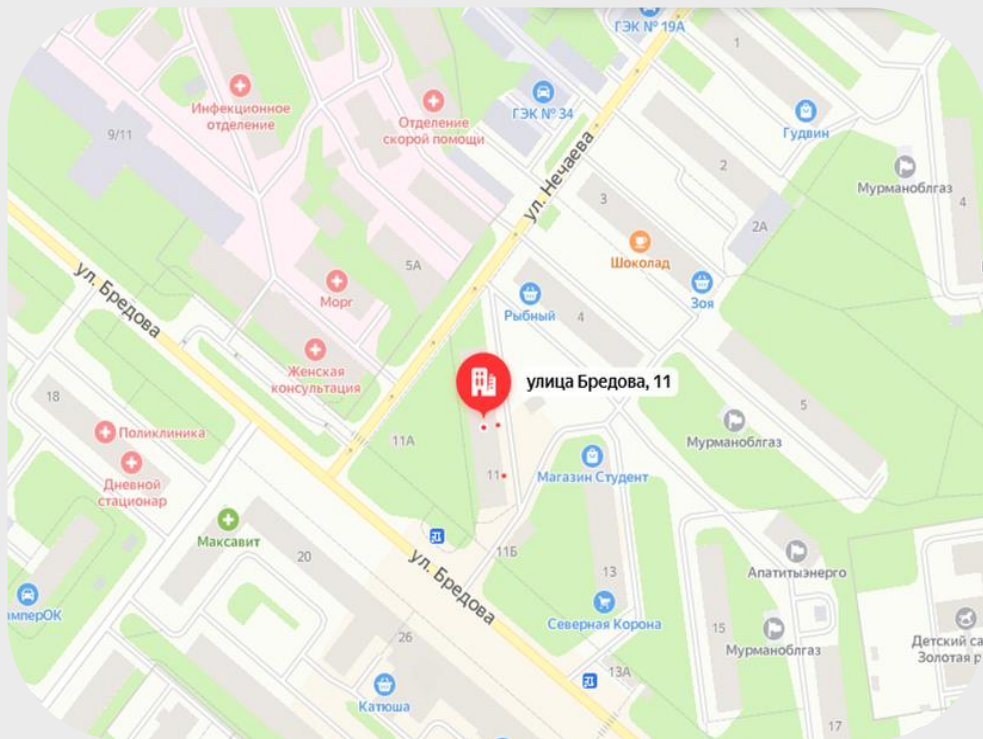 ГЭК № 19А
1
Инфекционное
отделение
Отделение
скорой помощи
ГЭК № 34
Гудвин
9/11
ул. Нечаева
2
Мурманоблгаз
4
3
2А
Шоколад
5А
Морг
Зоя
ул. Бредова
Рыбный
4
Женская
консультация
улица Бредова, 11
18
5
Поликлиника
11А
Мурманоблгаз
Дневной
стационар
11
Магазин Студент
Максавит
20
11Б
ул. Бредова
13
Апатитыэнерго
мперОК
Северная Корона
26
15
Мурманоблгаз
Детский са
Золотая р
13А
Катюша
17